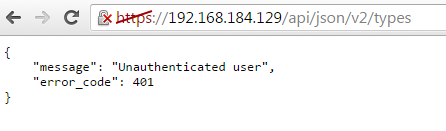 https://192.168.184.129/api/json/v2/types
{
    "message": "Unauthenticated user",
    "error_code": 401
}